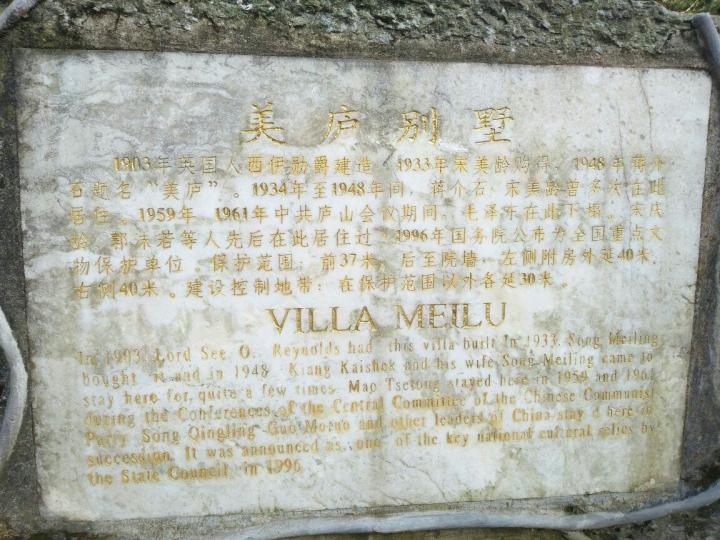 美庐别墅
1903年英国人西伊勋爵建造，1933年宋美龄购得，1948年蒋介
石题名“美庐”。1934年至1948年间，蒋介石、宋美龄曾多次在此
居住。1959年、1961年中共庐山会议期间，毛泽东在此下榻。宋庆
龄、郭沫若等人先后在此居住过。1996年国务院公布为全国重点文
物保护单位。保护范围：前37米，后至院墙，左侧附房外延40米，
右侧40米。建设控制地带：在保护范围以外各延30米。
VILLA MEILU
In 1903 Lord See O. Reynolds had this villa built In 1933 Song Meiling
bought it and in 1948 Kiang Kaishek and his wife Song Meiling came to
stay here for quite a few times Mao Tsetong stayed here in 1959 and 1961
during the Conferences of the Central Committee of the Chinese Communist
Party Song Qingling Guo Moruo and other leaders of China stay d here in
succession. It was announced as one of the key national cultural relics by
the State Council in 1996